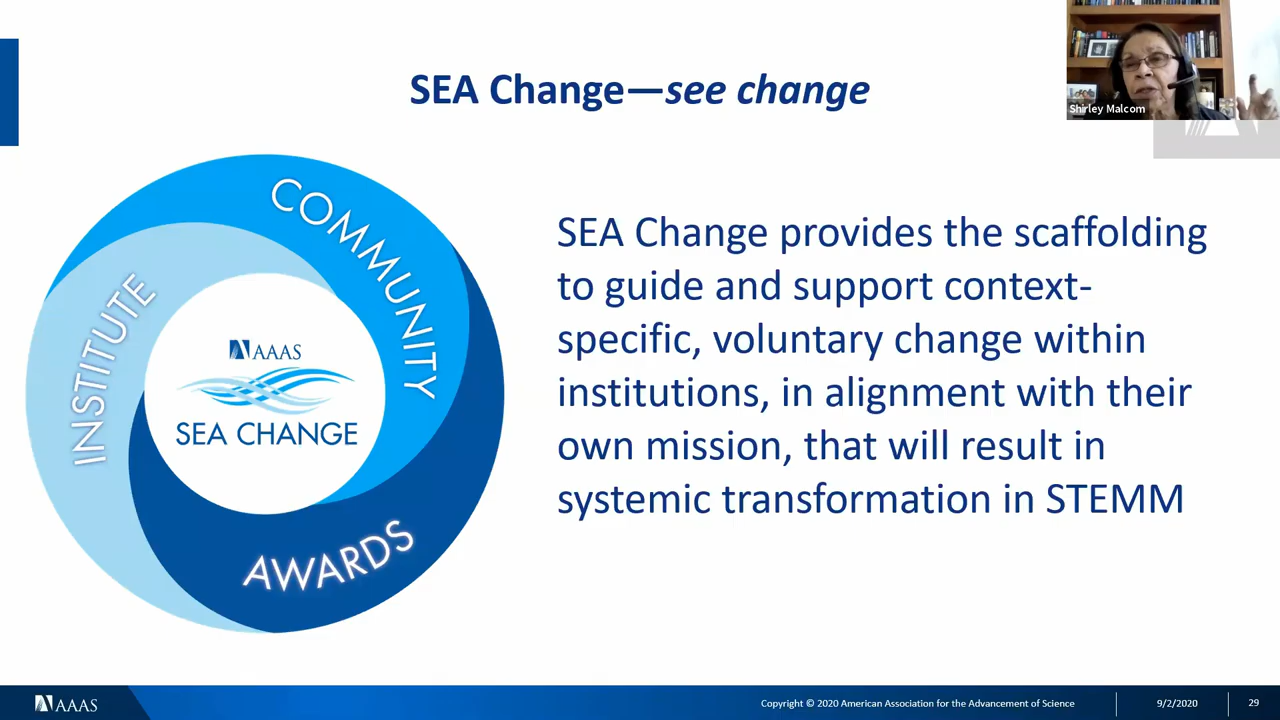 SEA Change—see change
Shirley Malcom
COMMUNITY
INSTITUTE
AWARDS
AAAS
SEA CHANGE
SEA Change provides the scaffolding
to guide and support context-
specific, voluntary change within
institutions, in alignment with their
own mission, that will result in
systemic transformation in STEMM
AAAS
Copyright © 2020 American Association for the Advancement of Science
9/2/2020
29